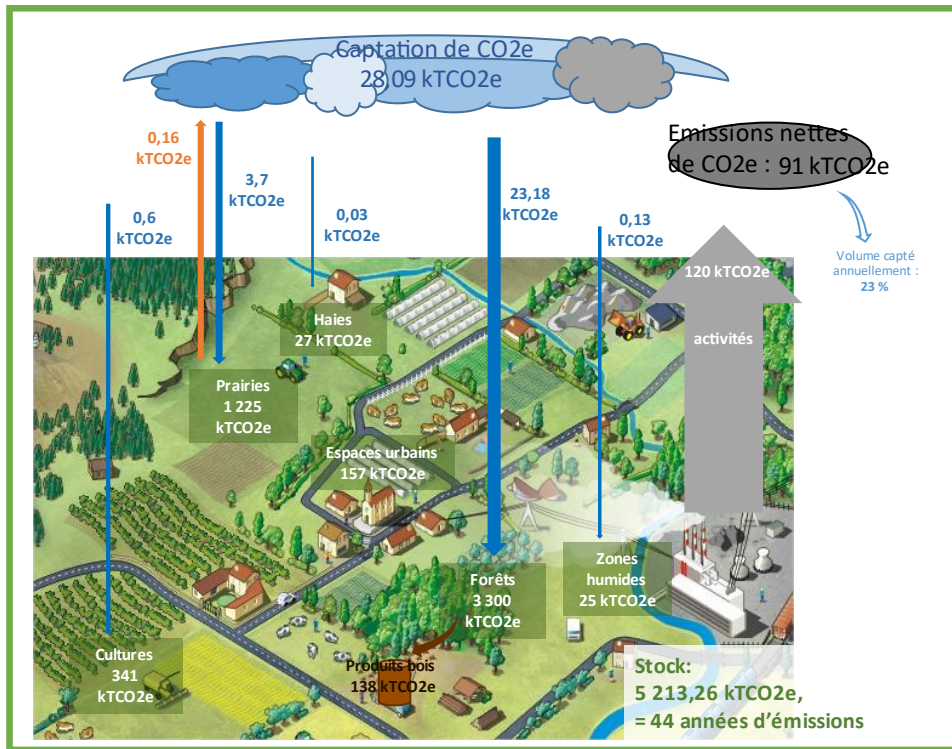 Captation de CO2e
28,09 kTCO2e
Emissions nettes
de CO2e : 91 kTCO2e
0,16
kTCO2e
3,7
kTCO2e
0,6
kTCO2e
0,03
kTCO2e
23,18
kTCO2e
0,13
kTCO2e
Volume capté
annuellement :
23 %
120 kTCO2e
activités
Haies
27 kTCO2e
Prairies
1 225
kTCO2e
Espaces urbains
157 kTCO2e
Forêts
3 300
kTCO2e
Zones
humides
25 kTCO2e
Cultures
341
kTCO2e
Produits bois
138 kTCO2e
Stock:
5 213,26 kTCO2e,
= 44 années d’émissions